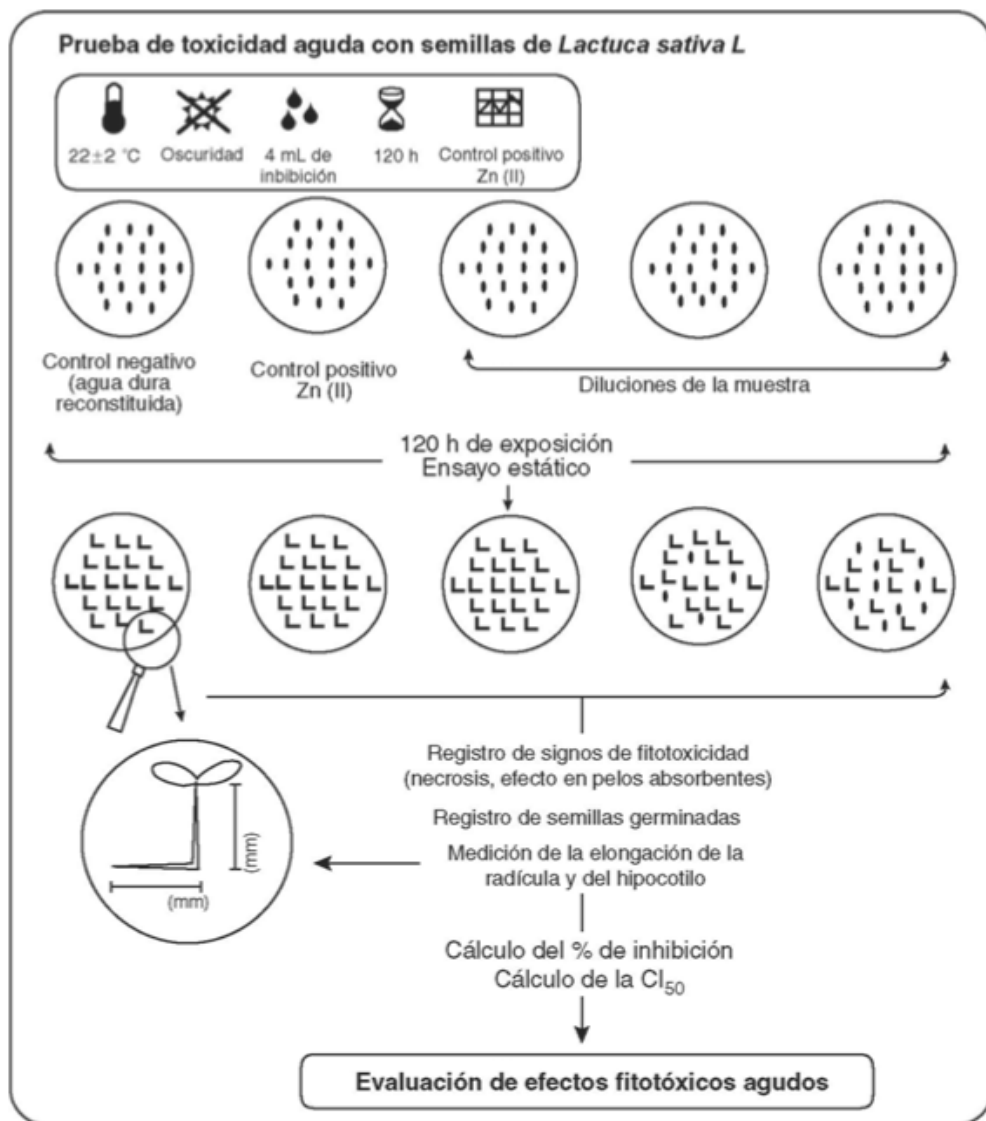 Prueba de toxicidad aguda con semillas de Lactuca sativa L
22±2 °C
Oscuridad
4 mL de
inbibición
120 h
Control positivo
Zn (II)
Control negativo
(agua dura
reconstituida)
Control positivo
Zn (II)
Diluciones de la muestra
120 h de exposición
Ensayo estático
Registro de signos de fitotoxicidad
(necrosis, efecto en pelos absorbentes)
Registro de semillas germinadas
Medición de la elongación de la
radícula y del hipocotilo
(mm)
(mm)
Cálculo del % de inhibición
Cálculo de la CI50
Evaluación de efectos fitotóxicos agudos